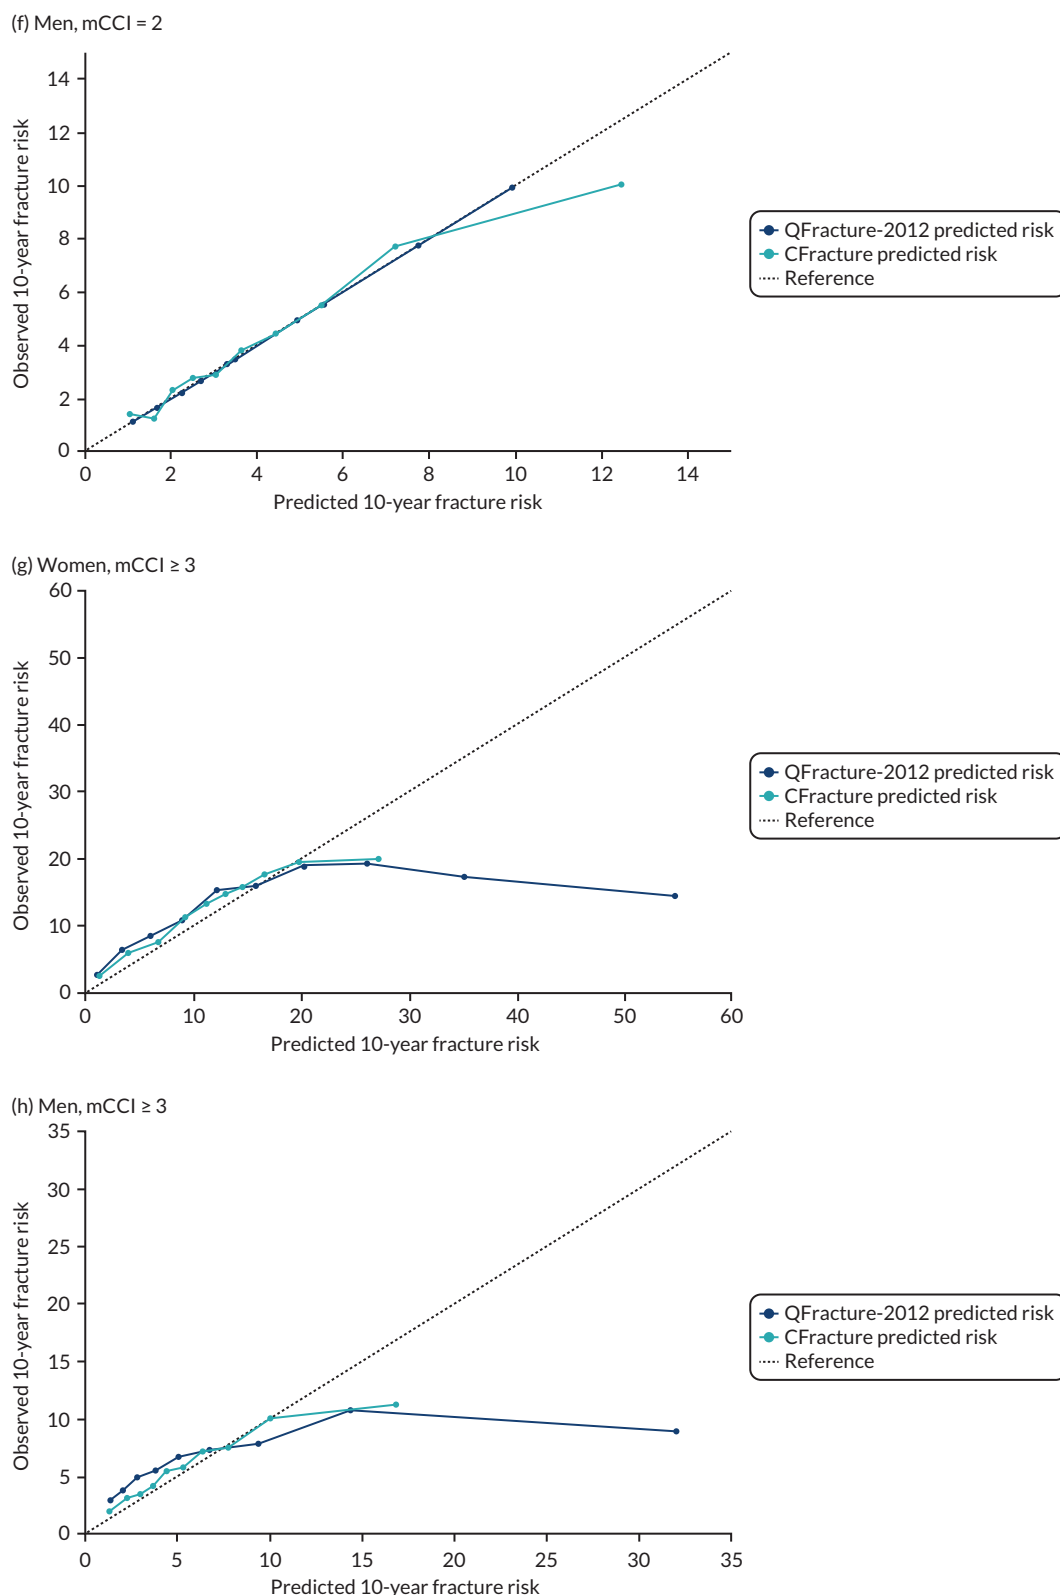 (f) Men, mCCI = 2
14
12
10
8
6
4
2
0
Observed 10-year fracture risk
0 2 4 6 8 10 12 14
Predicted 10-year fracture risk
QFracture-2012 predicted risk
CFracture predicted risk
Reference
(g) Women, mCCI ≥ 3
60
50
40
30
20
10
0
Observed 10-year fracture risk
0 10 20 30 40 50 60
Predicted 10-year fracture risk
QFracture-2012 predicted risk
CFracture predicted risk
Reference
(h) Men, mCCI ≥ 3
35
30
25
20
15
10
5
0
Observed 10-year fracture risk
0 5 10 15 20 25 30 35
Predicted 10-year fracture risk
QFracture-2012 predicted risk
CFracture predicted risk
Reference